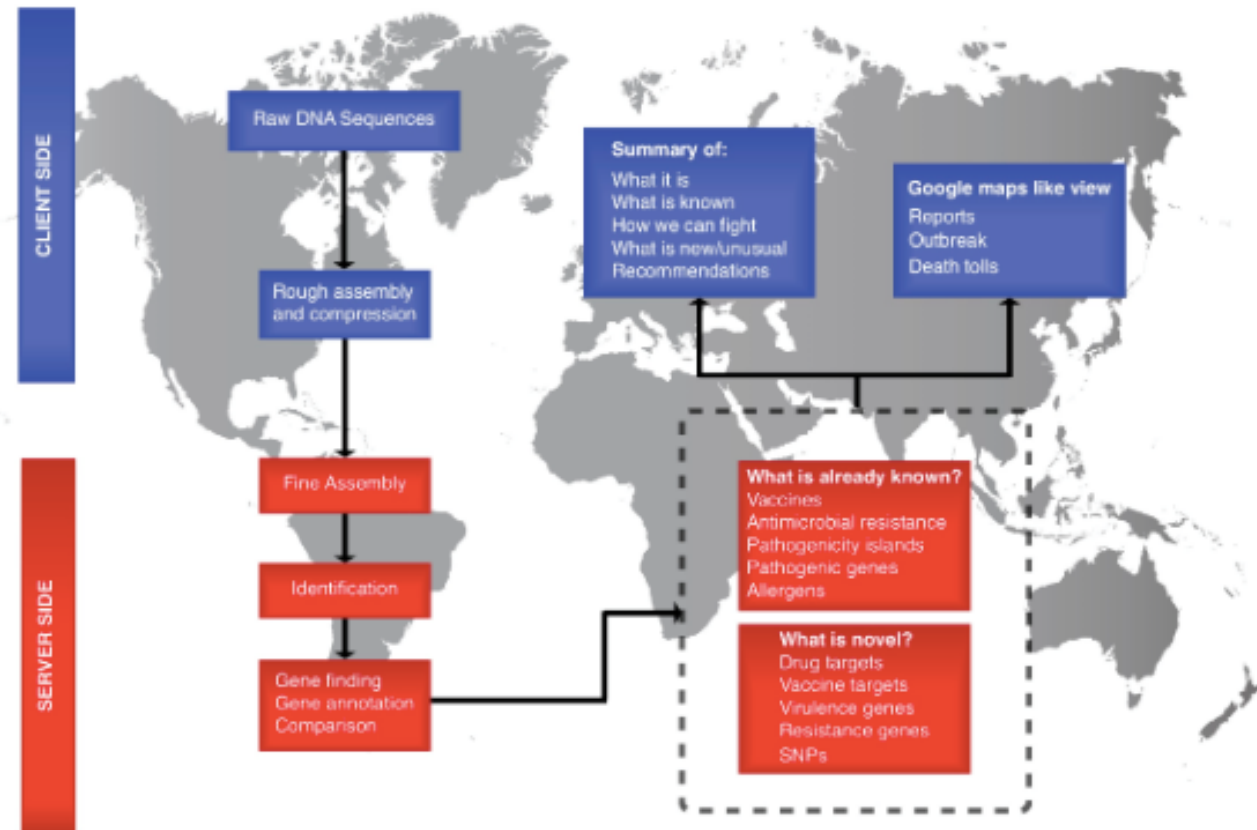 CLIENT SIDE
Raw DNA Sequences
Rough assembly
and compression
Summary of:
What it is
What is known
How we can fight
What is new/unusual
Recommendations
Google maps like view
Reports
Outbreak
Death tolls
SERVER SIDE
Fine Assembly
Identification
Gene finding
Gene annotation
Comparison
What is already known?
Vaccines
Antimicrobial resistance
Pathogenicity islands
Pathogenic genes
Allergens
What is novel?
Drug targets
Vaccine targets
Virulence genes
Resistance genes
SNPs